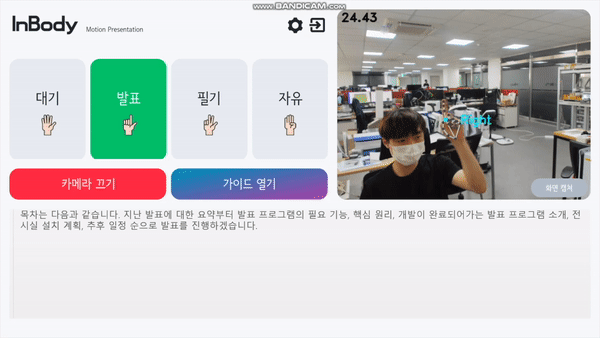 www.BANDICAM.com
InBody Motion Presentation
24.43
대기
발표
필기
자유
Right
카메라 끄기
가이드 열기
화면 캡처
목차는 다음과 같습니다. 지난 발표에 대한 요약부터 발표 프로그램의 필요 기능, 핵심 원리, 개발이 완료되어가는 발표 프로그램 소개, 전
시실 설치 계획, 추후 일정 순으로 발표를 진행하겠습니다.